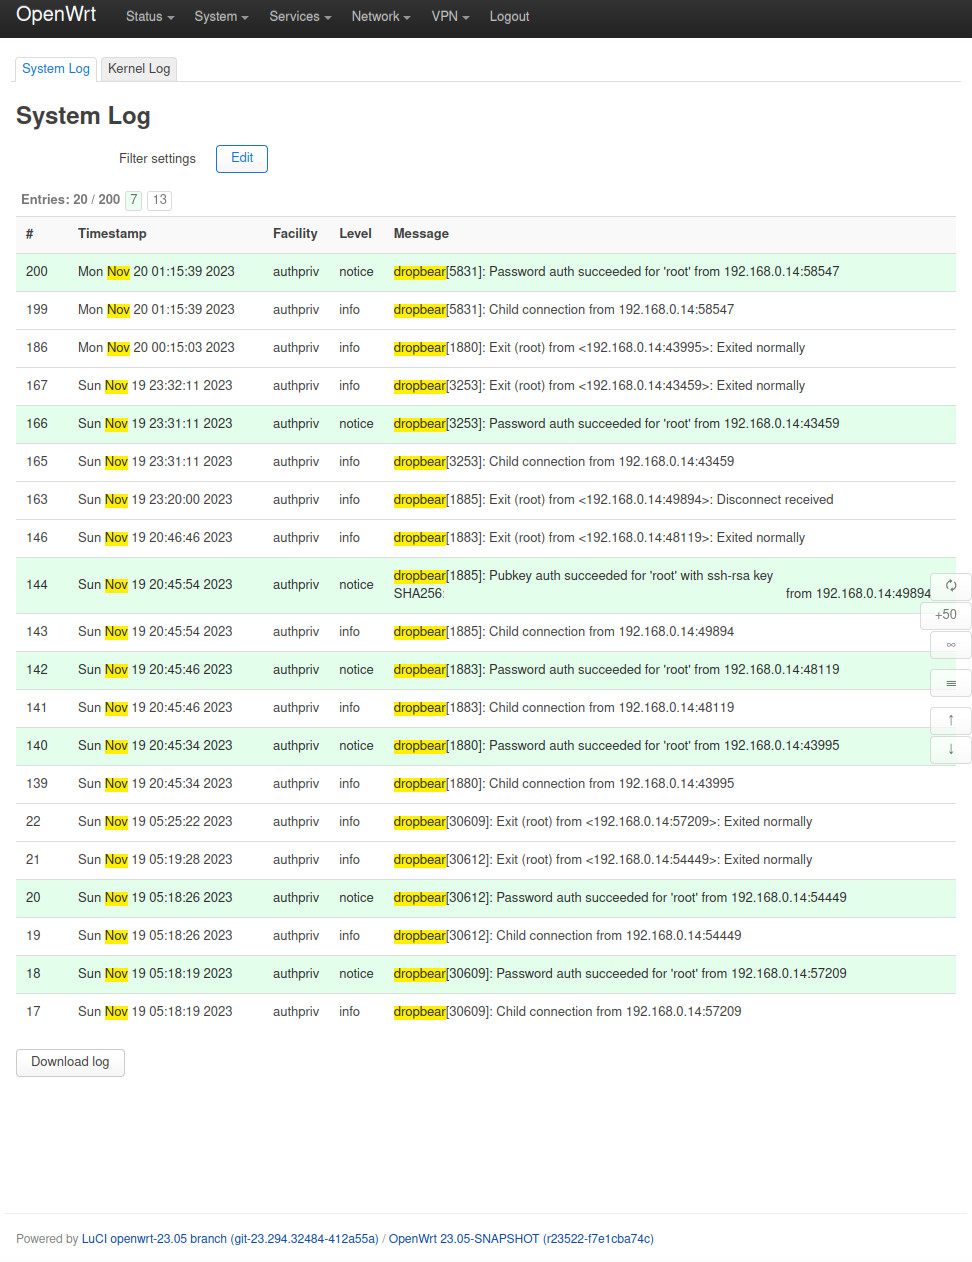 OpenWrt Status System Services Network VPN Logout
System Log Kernel Log
System Log
Filter settings Edit
Entries: 20 / 200 7 13
# Timestamp Facility Level Message
200 Mon Nov 20 01:15:39 2023 authpriv notice dropbear[5831]: Password auth succeeded for 'root' from 192.168.0.14:58547
199 Mon Nov 20 01:15:39 2023 authpriv info dropbear[5831]: Child connection from 192.168.0.14:58547
186 Mon Nov 20 00:15:03 2023 authpriv info dropbear[1880]: Exit (root) from <192.168.0.14:43995>: Exited normally
167 Sun Nov 19 23:32:11 2023 authpriv info dropbear[3253]: Exit (root) from <192.168.0.14:43459>: Exited normally
166 Sun Nov 19 23:31:11 2023 authpriv notice dropbear[3253]: Password auth succeeded for 'root' from 192.168.0.14:43459
165 Sun Nov 19 23:31:11 2023 authpriv info dropbear[3253]: Child connection from 192.168.0.14:43459
163 Sun Nov 19 23:20:00 2023 authpriv info dropbear[1885]: Exit (root) from <192.168.0.14:49894>: Disconnect received
146 Sun Nov 19 20:46:46 2023 authpriv info dropbear[1883]: Exit (root) from <192.168.0.14:48119>: Exited normally
144 Sun Nov 19 20:45:54 2023 authpriv notice dropbear[1885]: Pubkey auth succeeded for 'root' with ssh-rsa key
SHA256: from 192.168.0.14:49894
+50
∞
143 Sun Nov 19 20:45:54 2023 authpriv info dropbear[1885]: Child connection from 192.168.0.14:49894
142 Sun Nov 19 20:45:46 2023 authpriv notice dropbear[1883]: Password auth succeeded for 'root' from 192.168.0.14:48119
141 Sun Nov 19 20:45:46 2023 authpriv info dropbear[1883]: Child connection from 192.168.0.14:48119
140 Sun Nov 19 20:45:34 2023 authpriv notice dropbear[1880]: Password auth succeeded for 'root' from 192.168.0.14:43995
139 Sun Nov 19 20:45:34 2023 authpriv info dropbear[1880]: Child connection from 192.168.0.14:43995
22 Sun Nov 19 05:25:22 2023 authpriv info dropbear[30609]: Exit (root) from <192.168.0.14:57209>: Exited normally
21 Sun Nov 19 05:19:28 2023 authpriv info dropbear[30612]: Exit (root) from <192.168.0.14:54449>: Exited normally
20 Sun Nov 19 05:18:26 2023 authpriv notice dropbear[30612]: Password auth succeeded for 'root' from 192.168.0.14:54449
19 Sun Nov 19 05:18:26 2023 authpriv info dropbear[30612]: Child connection from 192.168.0.14:54449
18 Sun Nov 19 05:18:19 2023 authpriv notice dropbear[30609]: Password auth succeeded for 'root' from 192.168.0.14:57209
17 Sun Nov 19 05:18:19 2023 authpriv info dropbear[30609]: Child connection from 192.168.0.14:57209
Download log
Powered by LuCI openwrt-23.05 branch (git-23.294.32484-412a55a) / OpenWrt 23.05-SNAPSHOT (r23522-f7e1cba74c)